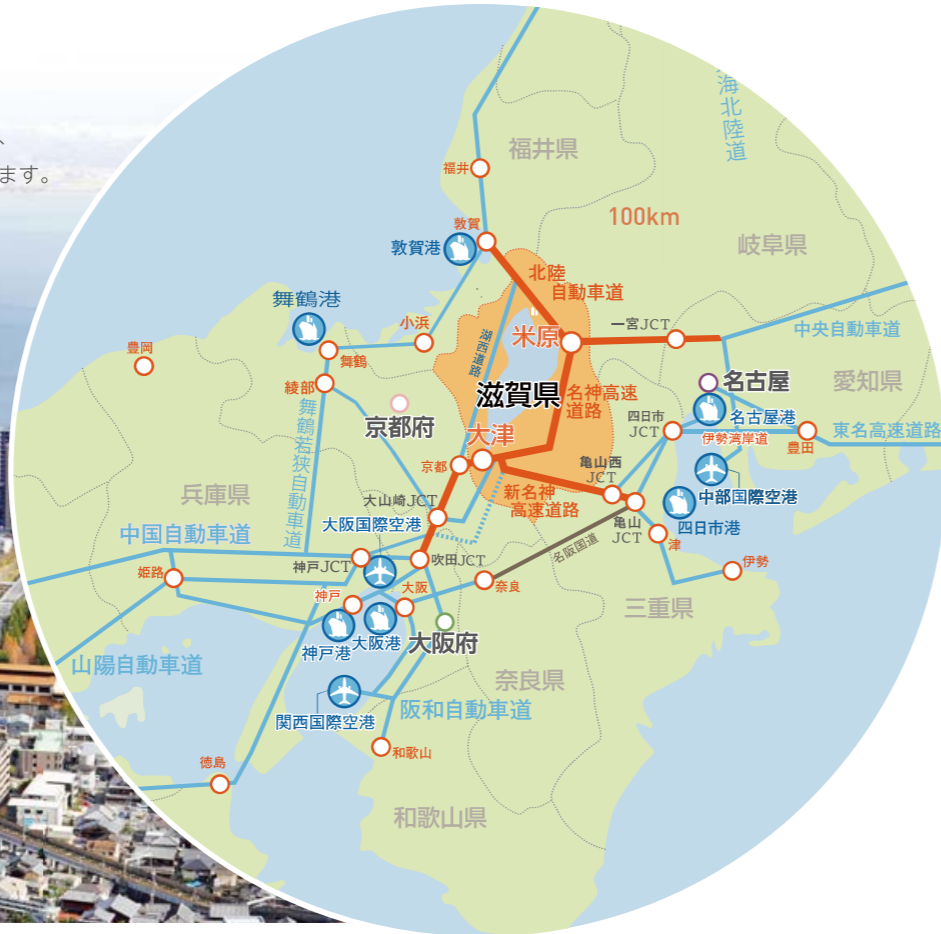 、
ます。
海北陸道
福井県
福井
100km
岐阜県
敦賀
敦賀港
北陸
自動車道
舞鶴港
小浜
湖西道路
米原
一宮JCT
中央自動車道
豊岡
舞鶴
綾部
滋賀県
名神高速
道路
名古屋
愛知県
京都府
舞鶴若狭自動車道
大津
四日市
JCT
名古屋港
伊勢湾岸道
豊田
東名高速道路
京都
亀山西
JCT
中部国際空港
兵庫県
大山崎JCT
新名神
高速道路
四日市港
大阪国際空港
亀山
JCT
津
中国自動車道
神戸JCT
吹田JCT
名阪国道
伊勢
姫路
大阪
奈良
神戸
三重県
神戸港
大阪港
大阪府
山陽自動車道
奈良県
関西国際空港
阪和自動車道
和歌山
徳島
和歌山県